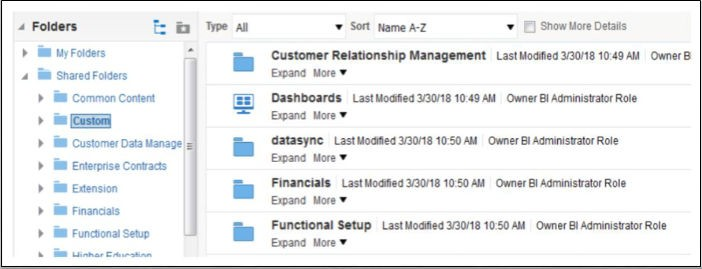 Folders
My Folders
Shared Folders
Common Content
Custom
Customer Data Manage
Enterprise Contracts
Extension
Financials
Functional Setup
Higher Education
Type All Sort Name A-Z Show More Details
Customer Relationship Management Last Modified 3/30/18 10:49 AM Owner B
Expand More
Dashboards Last Modified 3/30/18 10:49 AM Owner BI Administrator Role
Expand More
datasync Last Modified 3/30/18 10:50 AM Owner BI Administrator Role
Expand More
Financials Last Modified 3/30/18 10:50 AM Owner BI Administrator Role
Expand More
Functional Setup Last Modified 3/30/18 10:50 AM Owner BI Administrator Role
Expand More